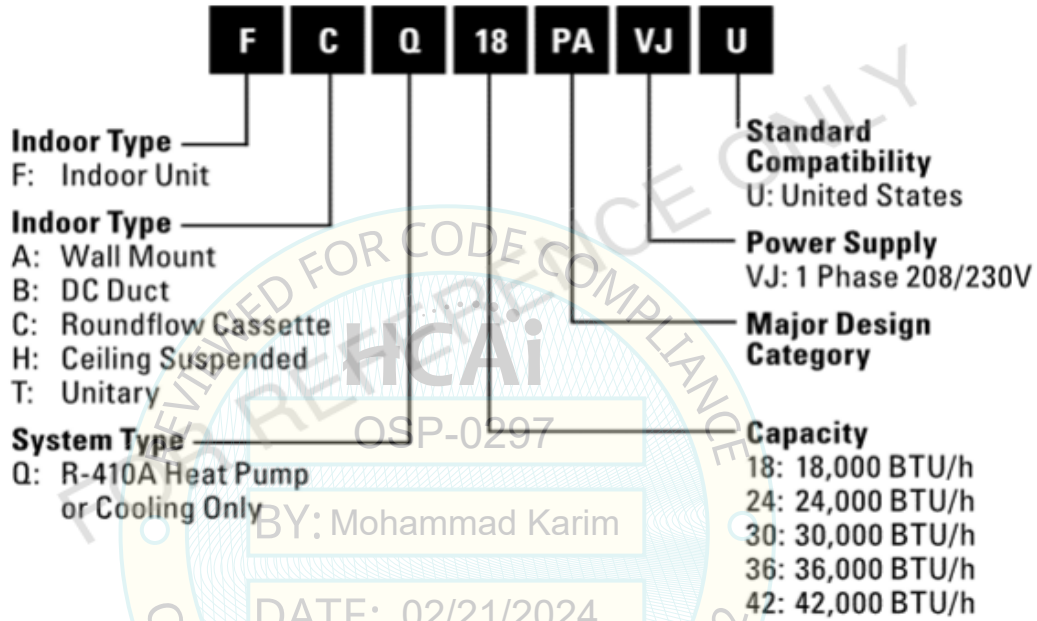 F C Q 18 PA VJ U
Indoor Type
F: Indoor Unit
Indoor Type
A: Wall Mount
B: DC Duct
C: Roundflow Cassette
H: Ceiling Suspended
T: Unitary
System Type
Q: R-410A Heat Pump
or Cooling Only
Standard
Compatibility
U: United States
Power Supply
VJ: 1 Phase 208/230V
Major Design
Category
Capacity
18: 18,000 BTU/h
24: 24,000 BTU/h
30: 30,000 BTU/h
36: 36,000 BTU/h
42: 42,000 BTU/h
FOR REFERENCE ONLY
REVIEWED FOR CODE COMPLIANCE
HCAi
OSP-0297
BY: Mohammad Karim
DATE: 02/21/2024